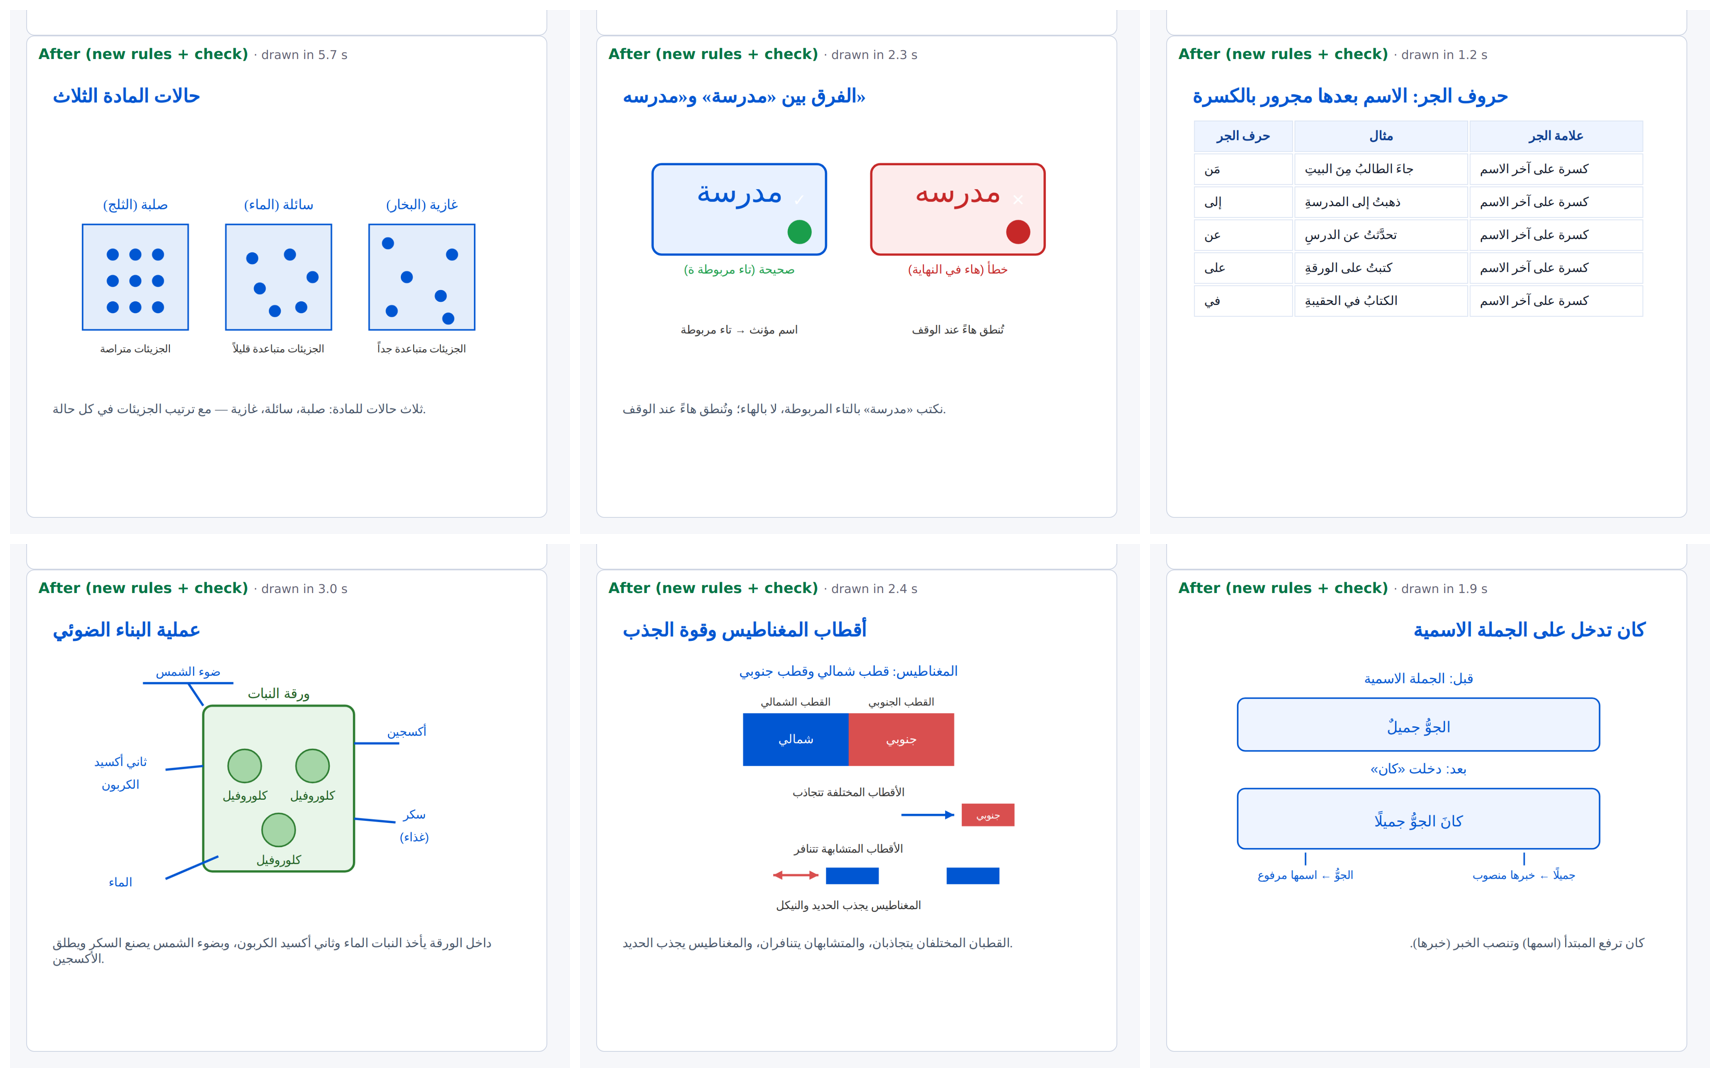 After (new rules + check) · drawn in 5.7 s
حالات المادة الثلاث
صلبة (الثلج)
سائلة (الماء)
غازية (البخار)
الجزيئات متراصة
الجزيئات متباعدة قليلاً
الجزيئات متباعدة جداً
ثلاث حالات للمادة: صلبة، سائلة، غازية — مع ترتيب الجزيئات في كل حالة.
After (new rules + check) · drawn in 2.3 s
الفرق بين «مدرسة» و«مدرسه»
مدرسة ✓
مدرسه ✕
صحيحة (تاء مربوطة ة)
خطأ (هاء في النهاية)
اسم مؤنث → تاء مربوطة
تُنطق هاءً عند الوقف
نكتب «مدرسة» بالتاء المربوطة، لا بالهاء؛ وتُنطق هاءً عند الوقف.
After (new rules + check) · drawn in 1.2 s
حروف الجر: الاسم بعدها مجرور بالكسرة
حرف الجر مثال علامة الجر
مَن جاءَ الطالبُ مِنَ البيتِ كسرة على آخر الاسم
إلى ذهبتُ إلى المدرسةِ كسرة على آخر الاسم
عن تحدَّثتُ عن الدرسِ كسرة على آخر الاسم
على كتبتُ على الورقةِ كسرة على آخر الاسم
في الكتابُ في الحقيبةِ كسرة على آخر الاسم
After (new rules + check) · drawn in 3.0 s
عملية البناء الضوئي
ضوء الشمس
ورقة النبات
أكسجين
ثاني أكسيد
الكربون
كلوروفيل
كلوروفيل
سكر
(غذاء)
كلوروفيل
الماء
داخل الورقة يأخذ النبات الماء وثاني أكسيد الكربون، وبضوء الشمس يصنع السكر ويطلق
الأكسجين.
After (new rules + check) · drawn in 2.4 s
أقطاب المغناطيس وقوة الجذب
المغناطيس: قطب شمالي وقطب جنوبي
القطب الشمالي
القطب الجنوبي
شمالي
جنوبي
الأقطاب المختلفة تتجاذب
جنوبي
الأقطاب المتشابهة تتنافر
المغناطيس يجذب الحديد والنيكل
القطبان المختلفان يتجاذبان، والمتشابهان يتنافران، والمغناطيس يجذب الحديد.
After (new rules + check) · drawn in 1.9 s
كان تدخل على الجملة الاسمية
قبل: الجملة الاسمية
الجوُّ جميلٌ
بعد: دخلت «كان»
كانَ الجوُّ جميلًا
جميلًا ← خبرها منصوب
الجوُّ ← اسمها مرفوع
كان ترفع المبتدأ (اسمها) وتنصب الخبر (خبرها).